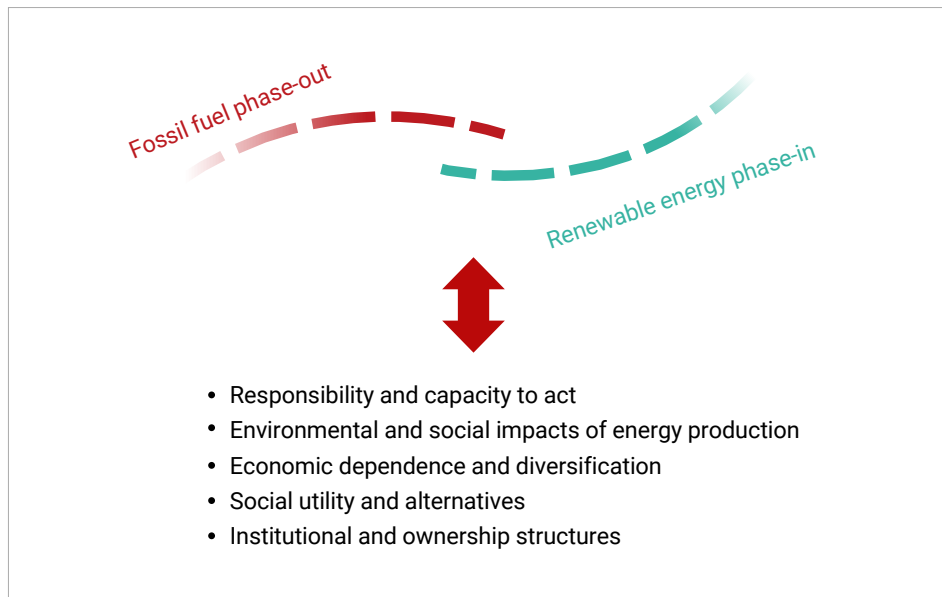 Fossil fuel phase-out
Renewable energy phase-in
• Responsibility and capacity to act
• Environmental and social impacts of energy production
• Economic dependence and diversification
• Social utility and alternatives
• Institutional and ownership structures